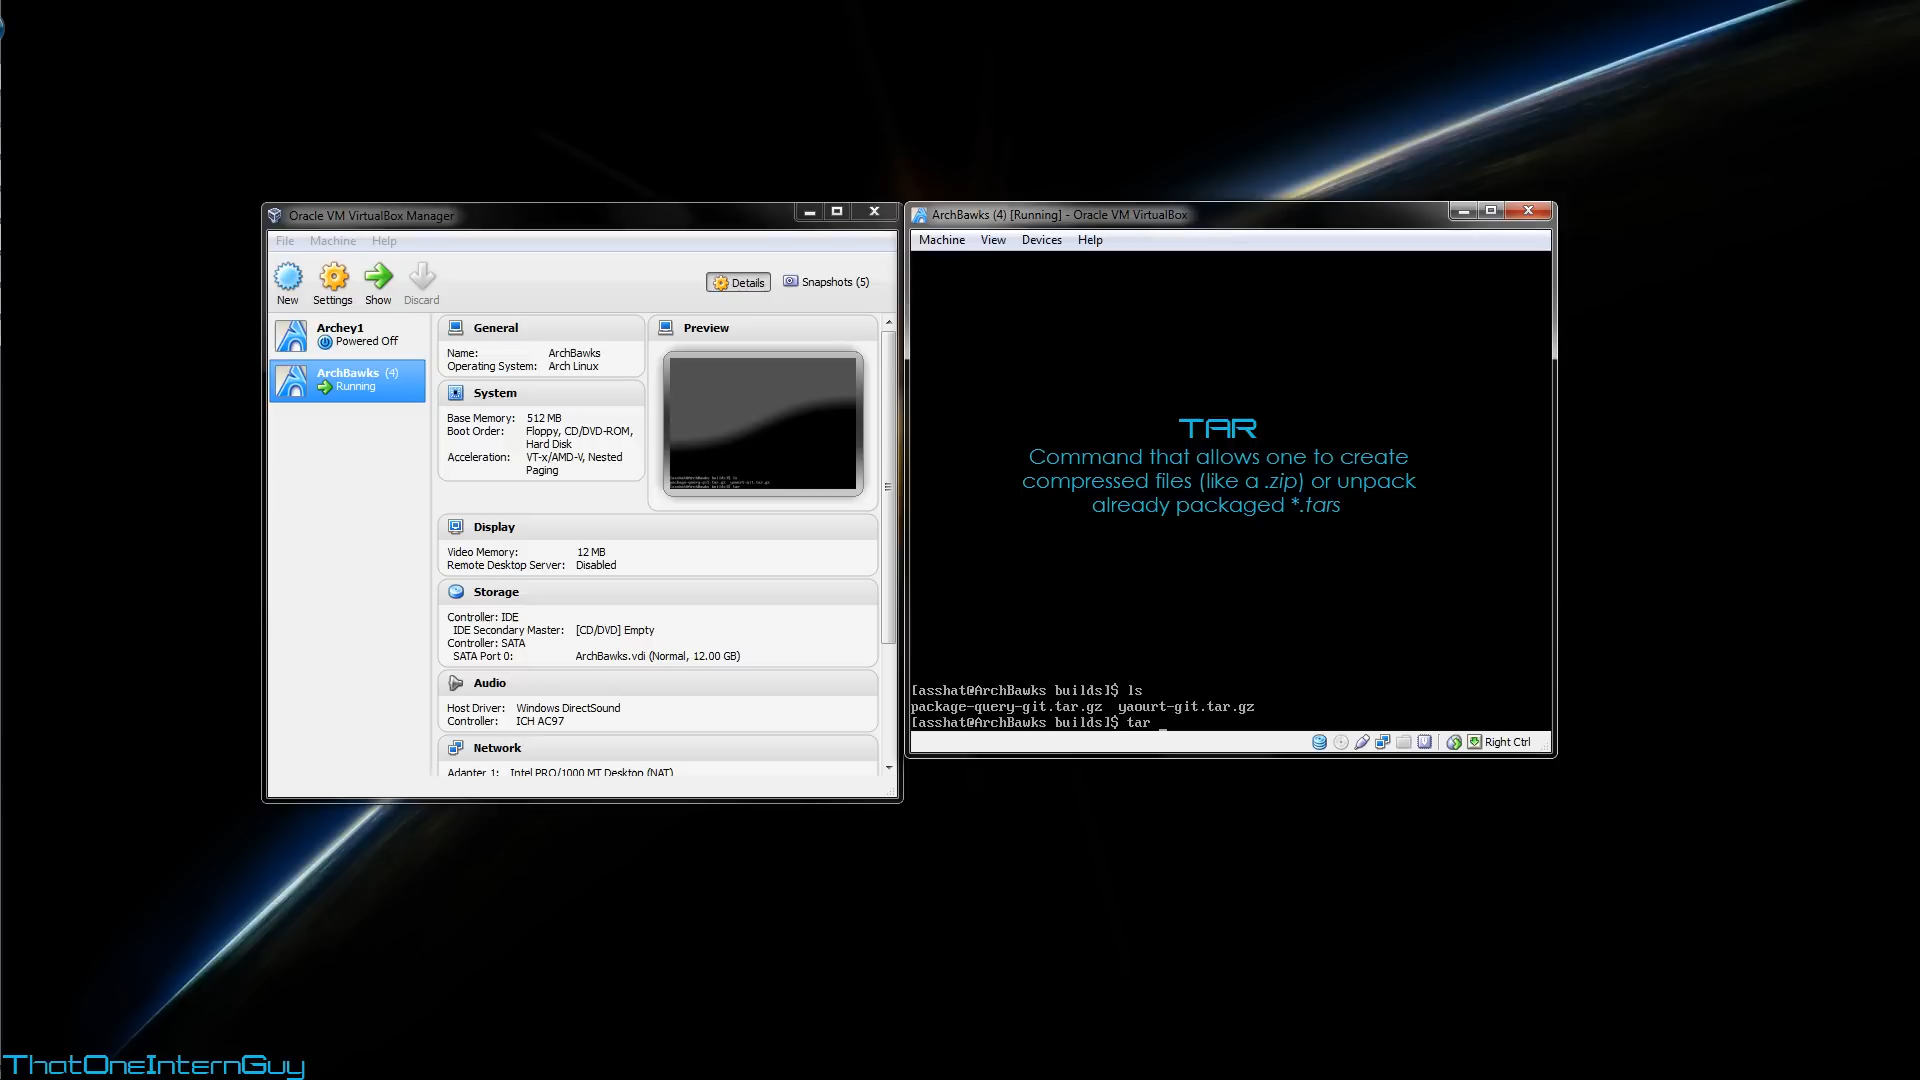 Oracle VM VirtualBox Manager
File Machine Help
New Settings Show Discard
Details Snapshots (5)
Archey1
Powered Off
ArchBawks (4)
Running
General
Name: ArchBawks
Operating System: Arch Linux
System
Base Memory: 512 MB
Boot Order: Floppy, CD/DVD-ROM,
Hard Disk
Acceleration: VT-x/AMD-V, Nested
Paging
Preview
Display
Video Memory: 12 MB
Remote Desktop Server: Disabled
Storage
Controller: IDE
IDE Secondary Master: [CD/DVD] Empty
Controller: SATA
SATA Port 0: ArchBawks.vdi (Normal, 12.00 GB)
Audio
Host Driver: Windows DirectSound
Controller: ICH AC97
Network
Adapter 1: Intel PRO/1000 MT Desktop (NAT)
ArchBawks (4) [Running] - Oracle VM VirtualBox
Machine View Devices Help
TAR
Command that allows one to create
compressed files (like a .zip) or unpack
already packaged *.tars
[asshat@ArchBawks builds]$ ls
package-query-git.tar.gz yaourt-git.tar.gz
[asshat@ArchBawks builds]$ tar _
Right Ctrl
ThatOneInternGuy